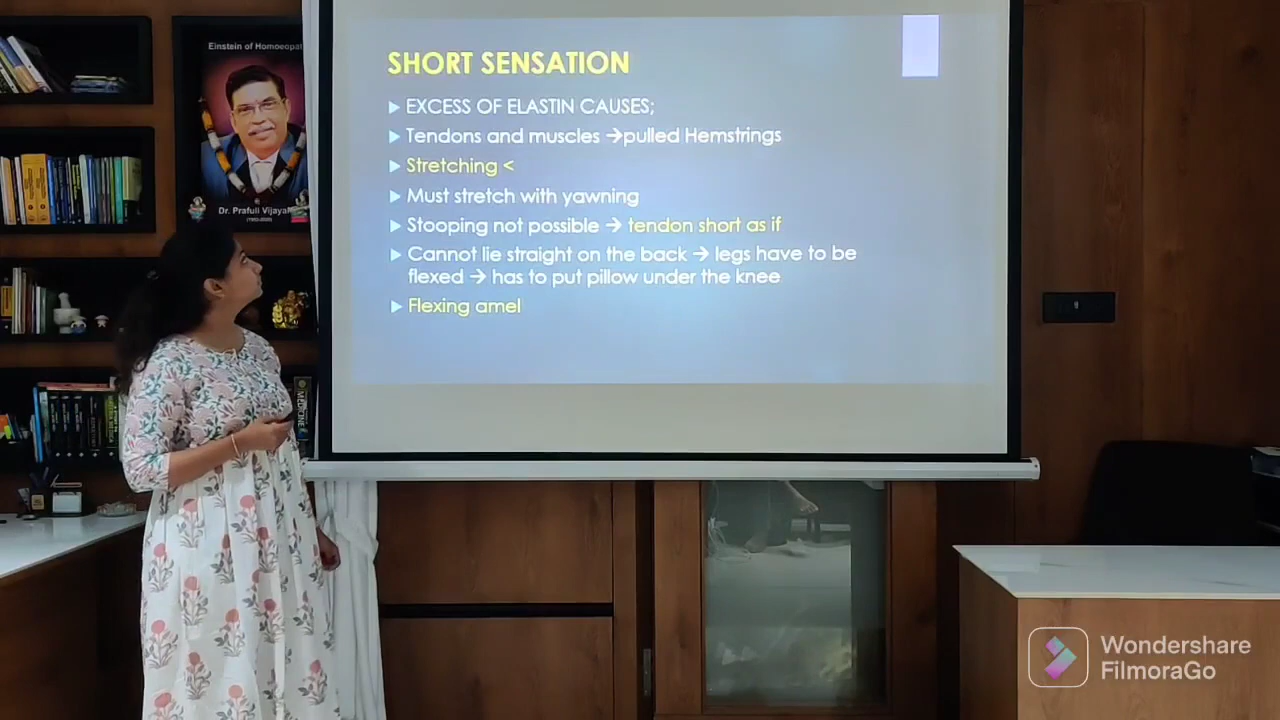 Einstein of Homoeopat
Dr. Prafull Vijayak
SHORT SENSATION
EXCESS OF ELASTIN CAUSES;
Tendons and muscles →pulled Hemstrings
Stretching <
Must stretch with yawning
Stooping not possible → tendon short as if
Cannot lie straight on the back → legs have to be
flexed → has to put pillow under the knee
Flexing amel
MEDICINE
Wondershare
FilmoraGo